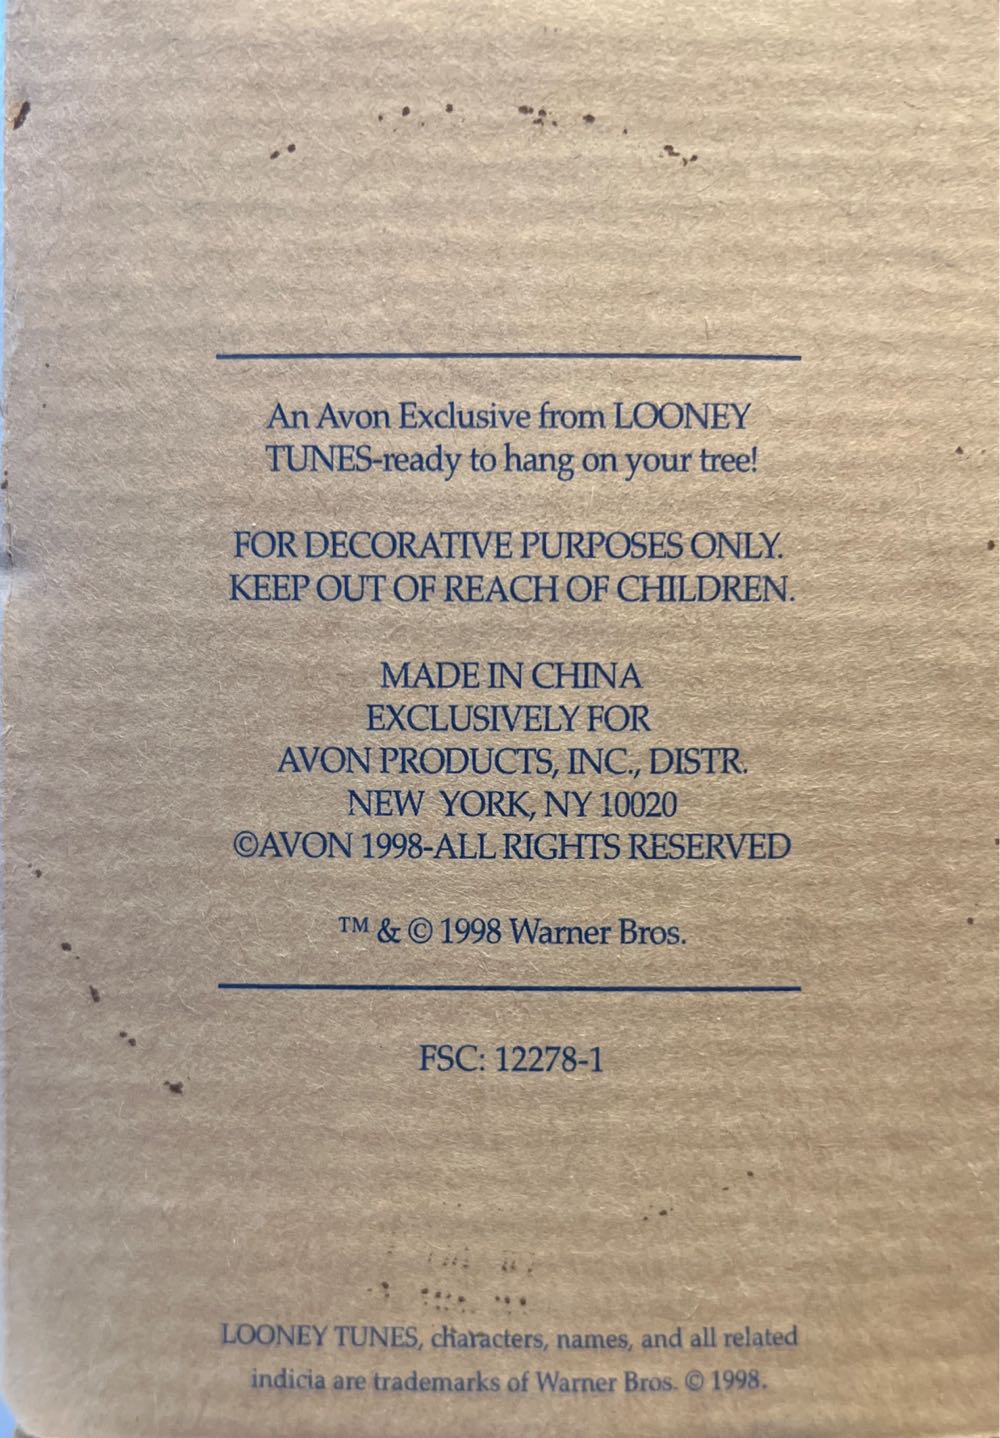 An Avon Exclusive from LOONEY
TUNES-ready to hang on your tree!
FOR DECORATIVE PURPOSES ONLY.
KEEP OUT OF REACH OF CHILDREN.
MADE IN CHINA
EXCLUSIVELY FOR
AVON PRODUCTS, INC., DISTR.
NEW YORK, NY 10020
©AVON 1998-ALL RIGHTS RESERVED
™ & © 1998 Warner Bros.
FSC: 12278-1
LOONEY TUNES, characters, names, and all related
indicia are trademarks of Warner Bros. © 1998.